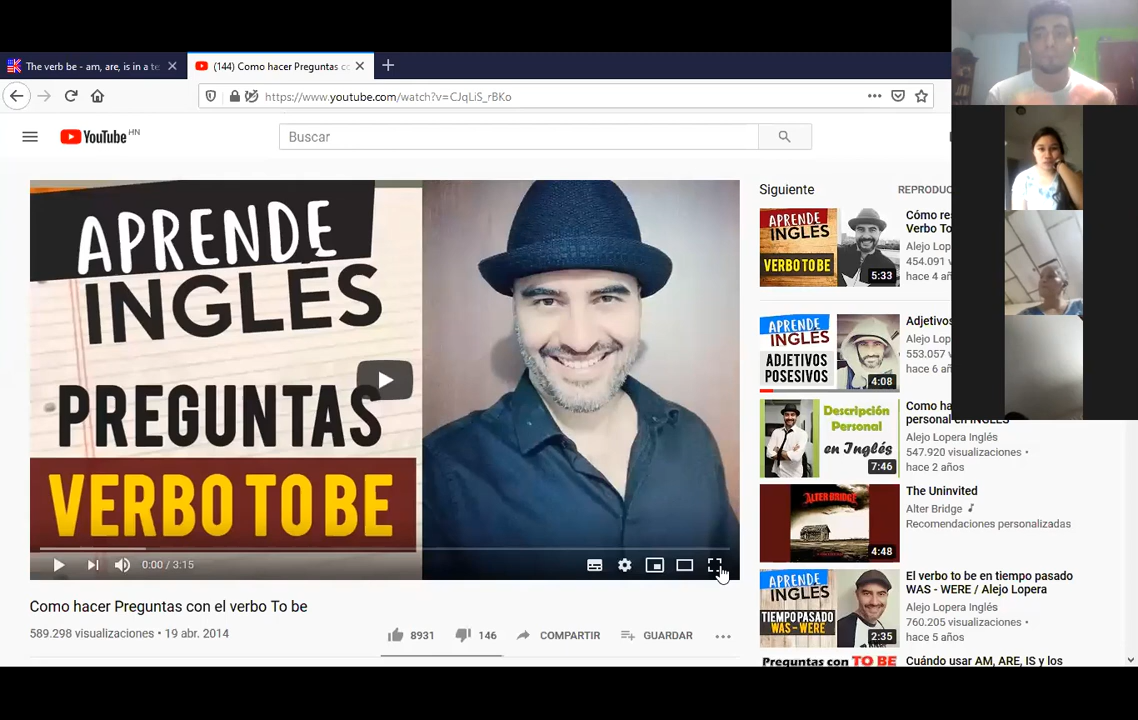 The verb be - am, are, is in a te
(144) Como hacer Preguntas co
https://www.youtube.com/watch?v=CJqLiS_rBKo
YouTube HN
Buscar
APRENDE
INGLÉS
PREGUNTAS
VERBO TO BE
0:00 / 3:15
Como hacer Preguntas con el verbo To be
589.298 visualizaciones • 19 abr. 2014
8931
146
COMPARTIR
GUARDAR
Siguiente
REPRODUC
APRENDE
INGLÉS
VERBO TO BE
5:33
Cómo re
Verbo To
Alejo Lop
454.091 v
hace 4 añ
APRENDE
INGLÉS
ADJETIVOS
POSESIVOS
4:08
Adjetivos
Alejo Lop
553.057 v
hace 6 añ
Descripción
Personal
en Inglés
7:46
Como ha
personal en INGLÉS
Alejo Lopera Inglés
547.920 visualizaciones •
hace 2 años
ALTER BRIDGE
4:48
The Uninvited
Alter Bridge
Recomendaciones personalizadas
APRENDE
INGLÉS
TIEMPO PASADO
WAS - WERE
2:35
El verbo to be en tiempo pasado
WAS - WERE / Alejo Lopera
Alejo Lopera Inglés
760.205 visualizaciones •
hace 5 años
Preguntas con TO BE
Cuándo usar AM, ARE, IS y los